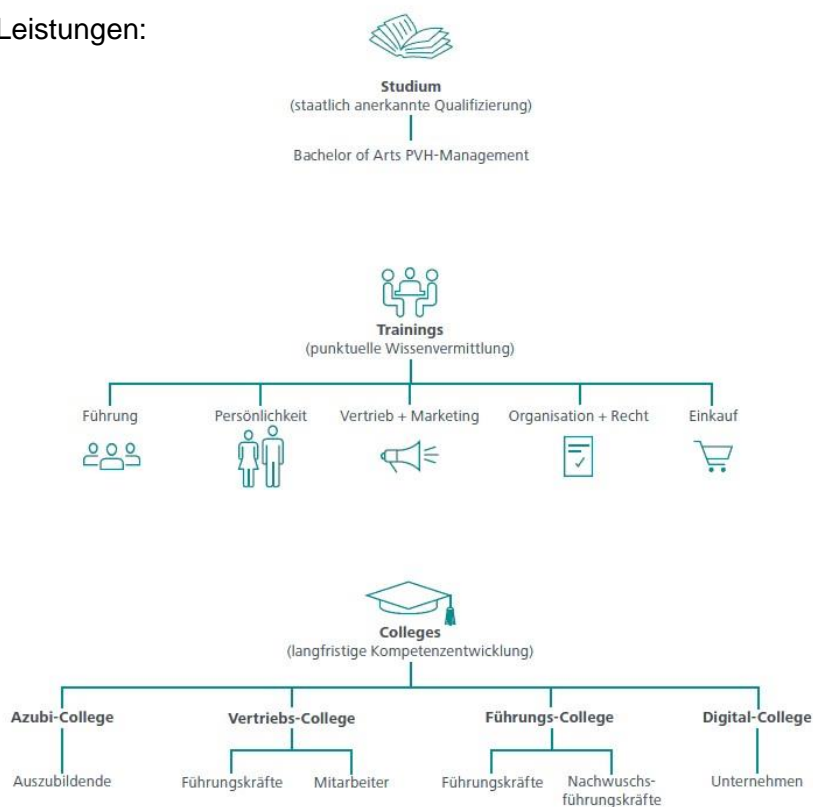 Leistungen:
Studium
(staatlich anerkannte Qualifizierung)
Bachelor of Arts PVH-Management
Trainings
(punktuelle Wissenvermittlung)
Führung Persönlichkeit Vertrieb + Marketing Organisation + Recht Einkauf
Colleges
(langfristige Kompetenzentwicklung)
Azubi-College Vertriebs-College Führungs-College Digital-College
Auszubildende Führungskräfte Mitarbeiter Führungskräfte Nachwuchs- Unternehmen
führungskräfte